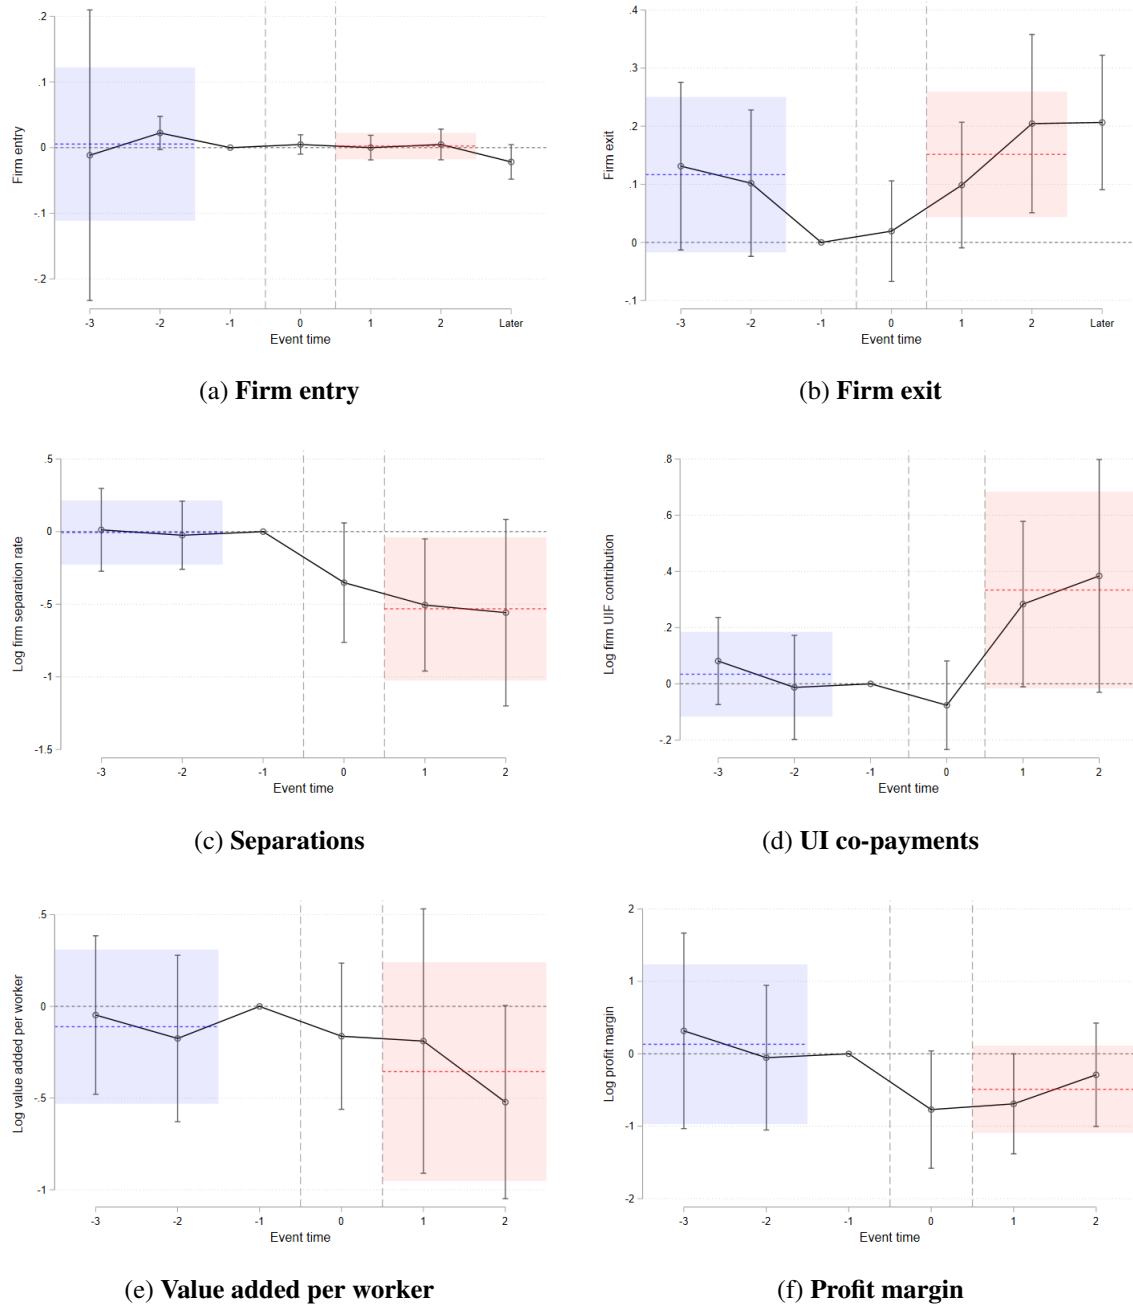 .2
.1
0
-.1
-.2
Firm entry
-3 -2 -1 0 1 2 Later
Event time
(a) Firm entry
.4
.3
.2
.1
0
-.1
Firm exit
-3 -2 -1 0 1 2 Later
Event time
(b) Firm exit
.5
0
-.5
-1
-1.5
Log firm separation rate
-3 -2 -1 0 1 2
Event time
(c) Separations
.8
.6
.4
.2
0
-.2
Log firm UIF contribution
-3 -2 -1 0 1 2
Event time
(d) UI co-payments
.5
0
-.5
-1
Log value added per worker
-3 -2 -1 0 1 2
Event time
(e) Value added per worker
2
1
0
-1
-2
Log profit margin
-3 -2 -1 0 1 2
Event time
(f) Profit margin